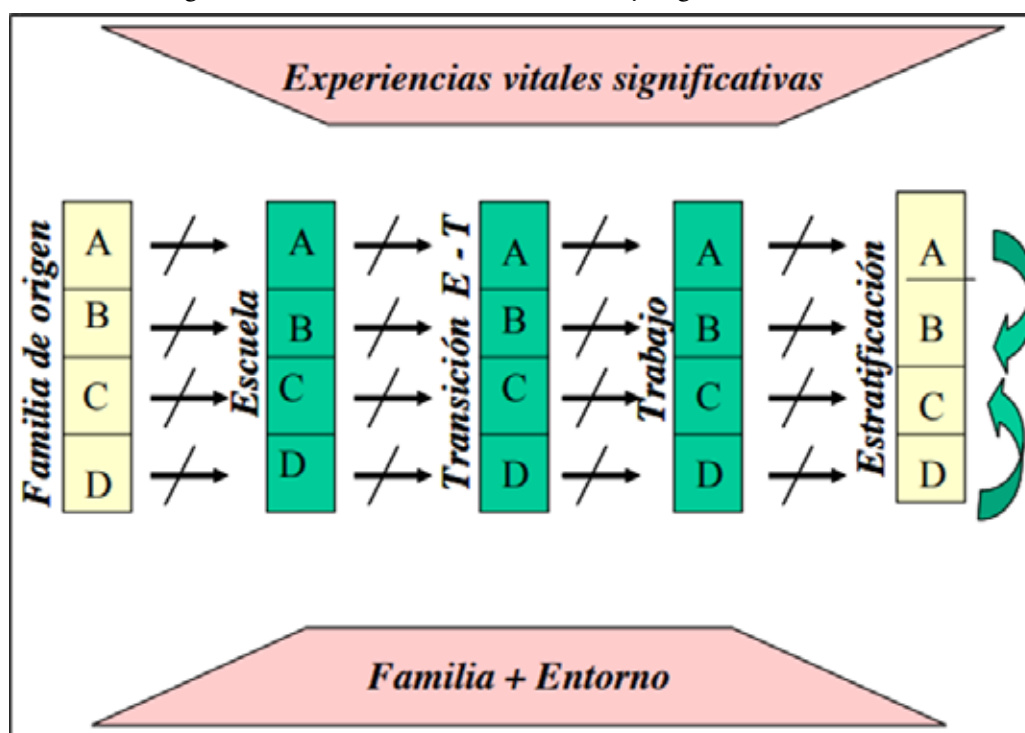 Experiencias vitales significativas
Familia de origen
A
B
C
D
Escuela
A
B
C
D
Transición E - T
A
B
C
D
Trabajo
A
B
C
D
Estratificación
A
B
C
D
Familia + Entorno